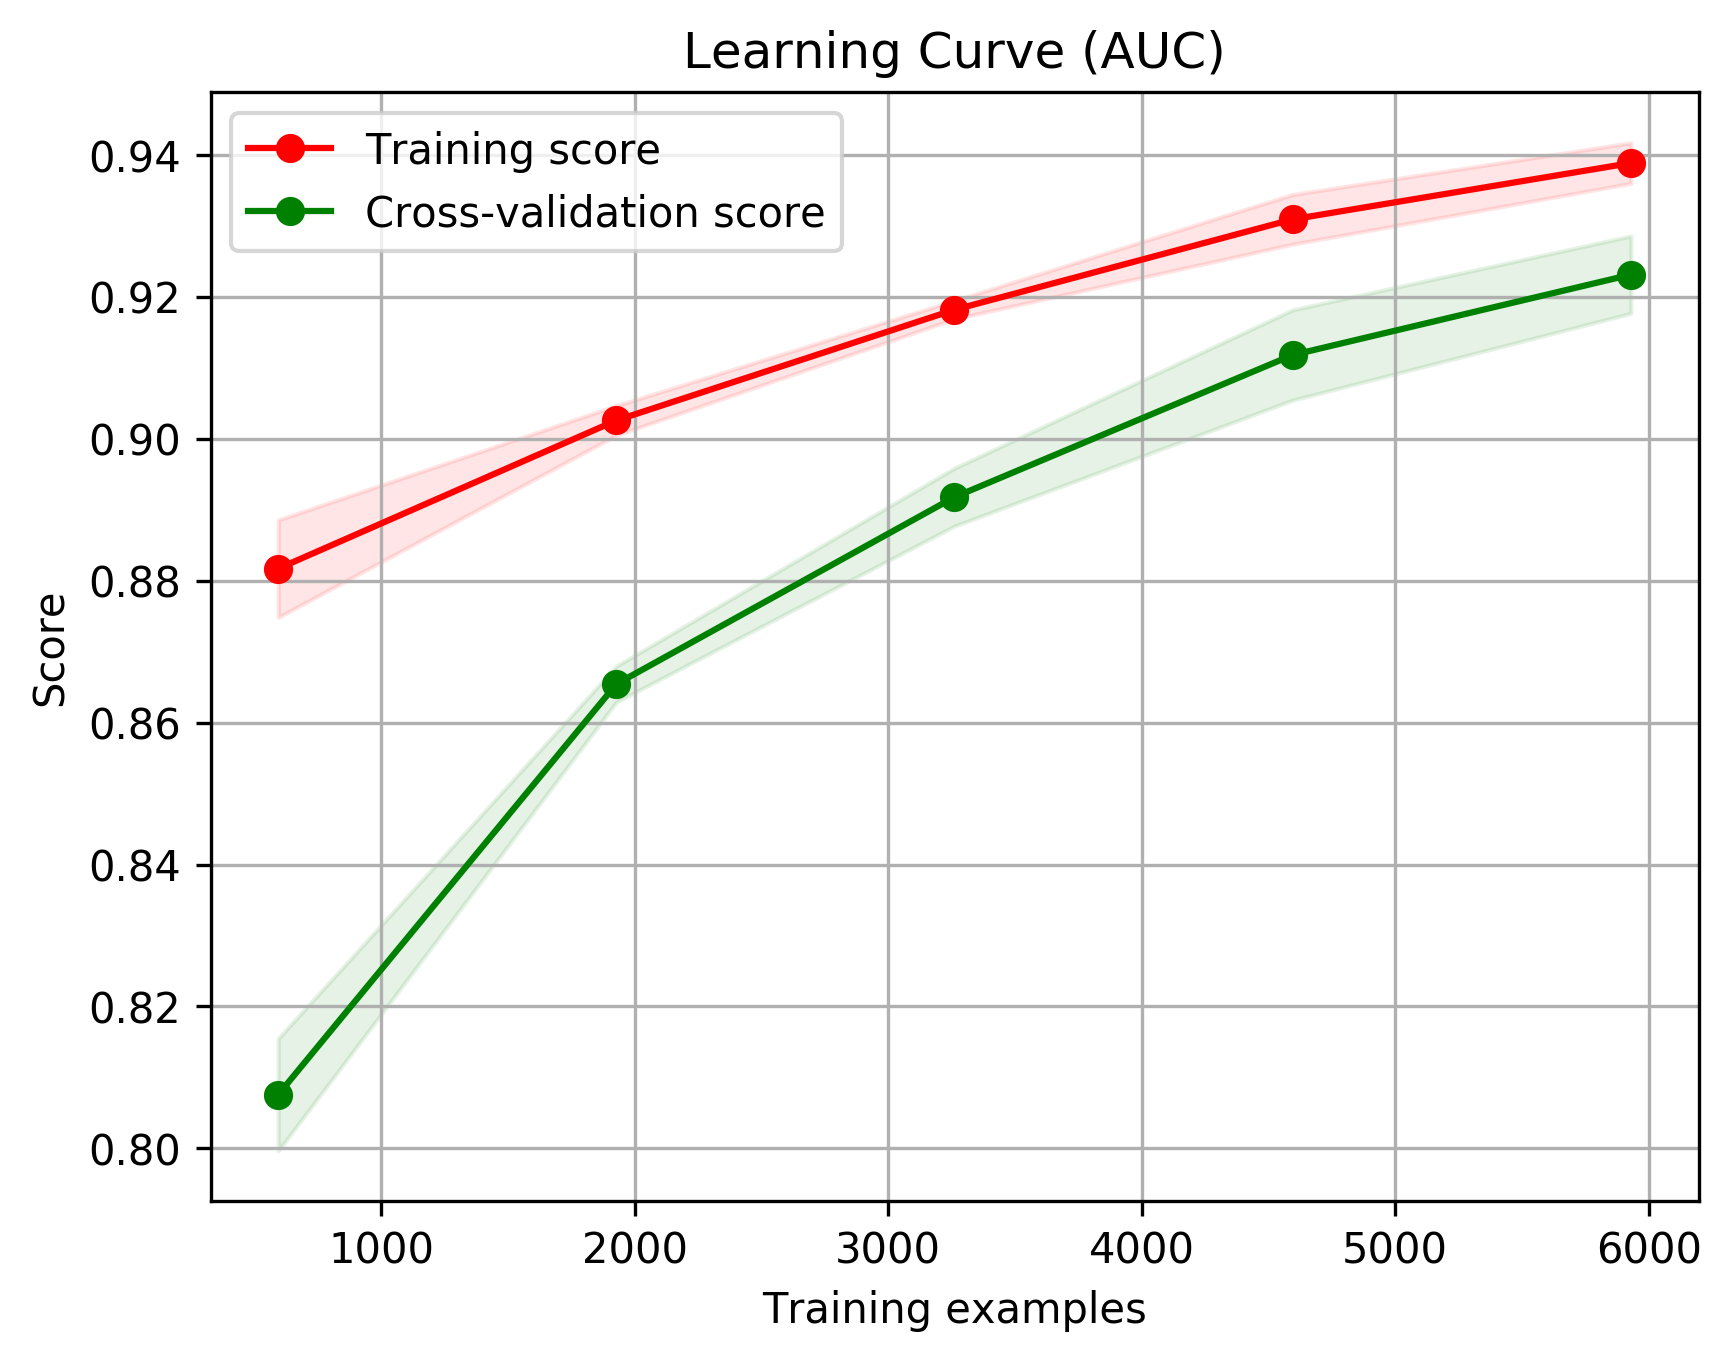 Learning Curve (AUC)
Training score
Cross-validation score
0.94
0.92
0.90
0.88
0.86
0.84
0.82
0.80
Score
1000 2000 3000 4000 5000 6000
Training examples